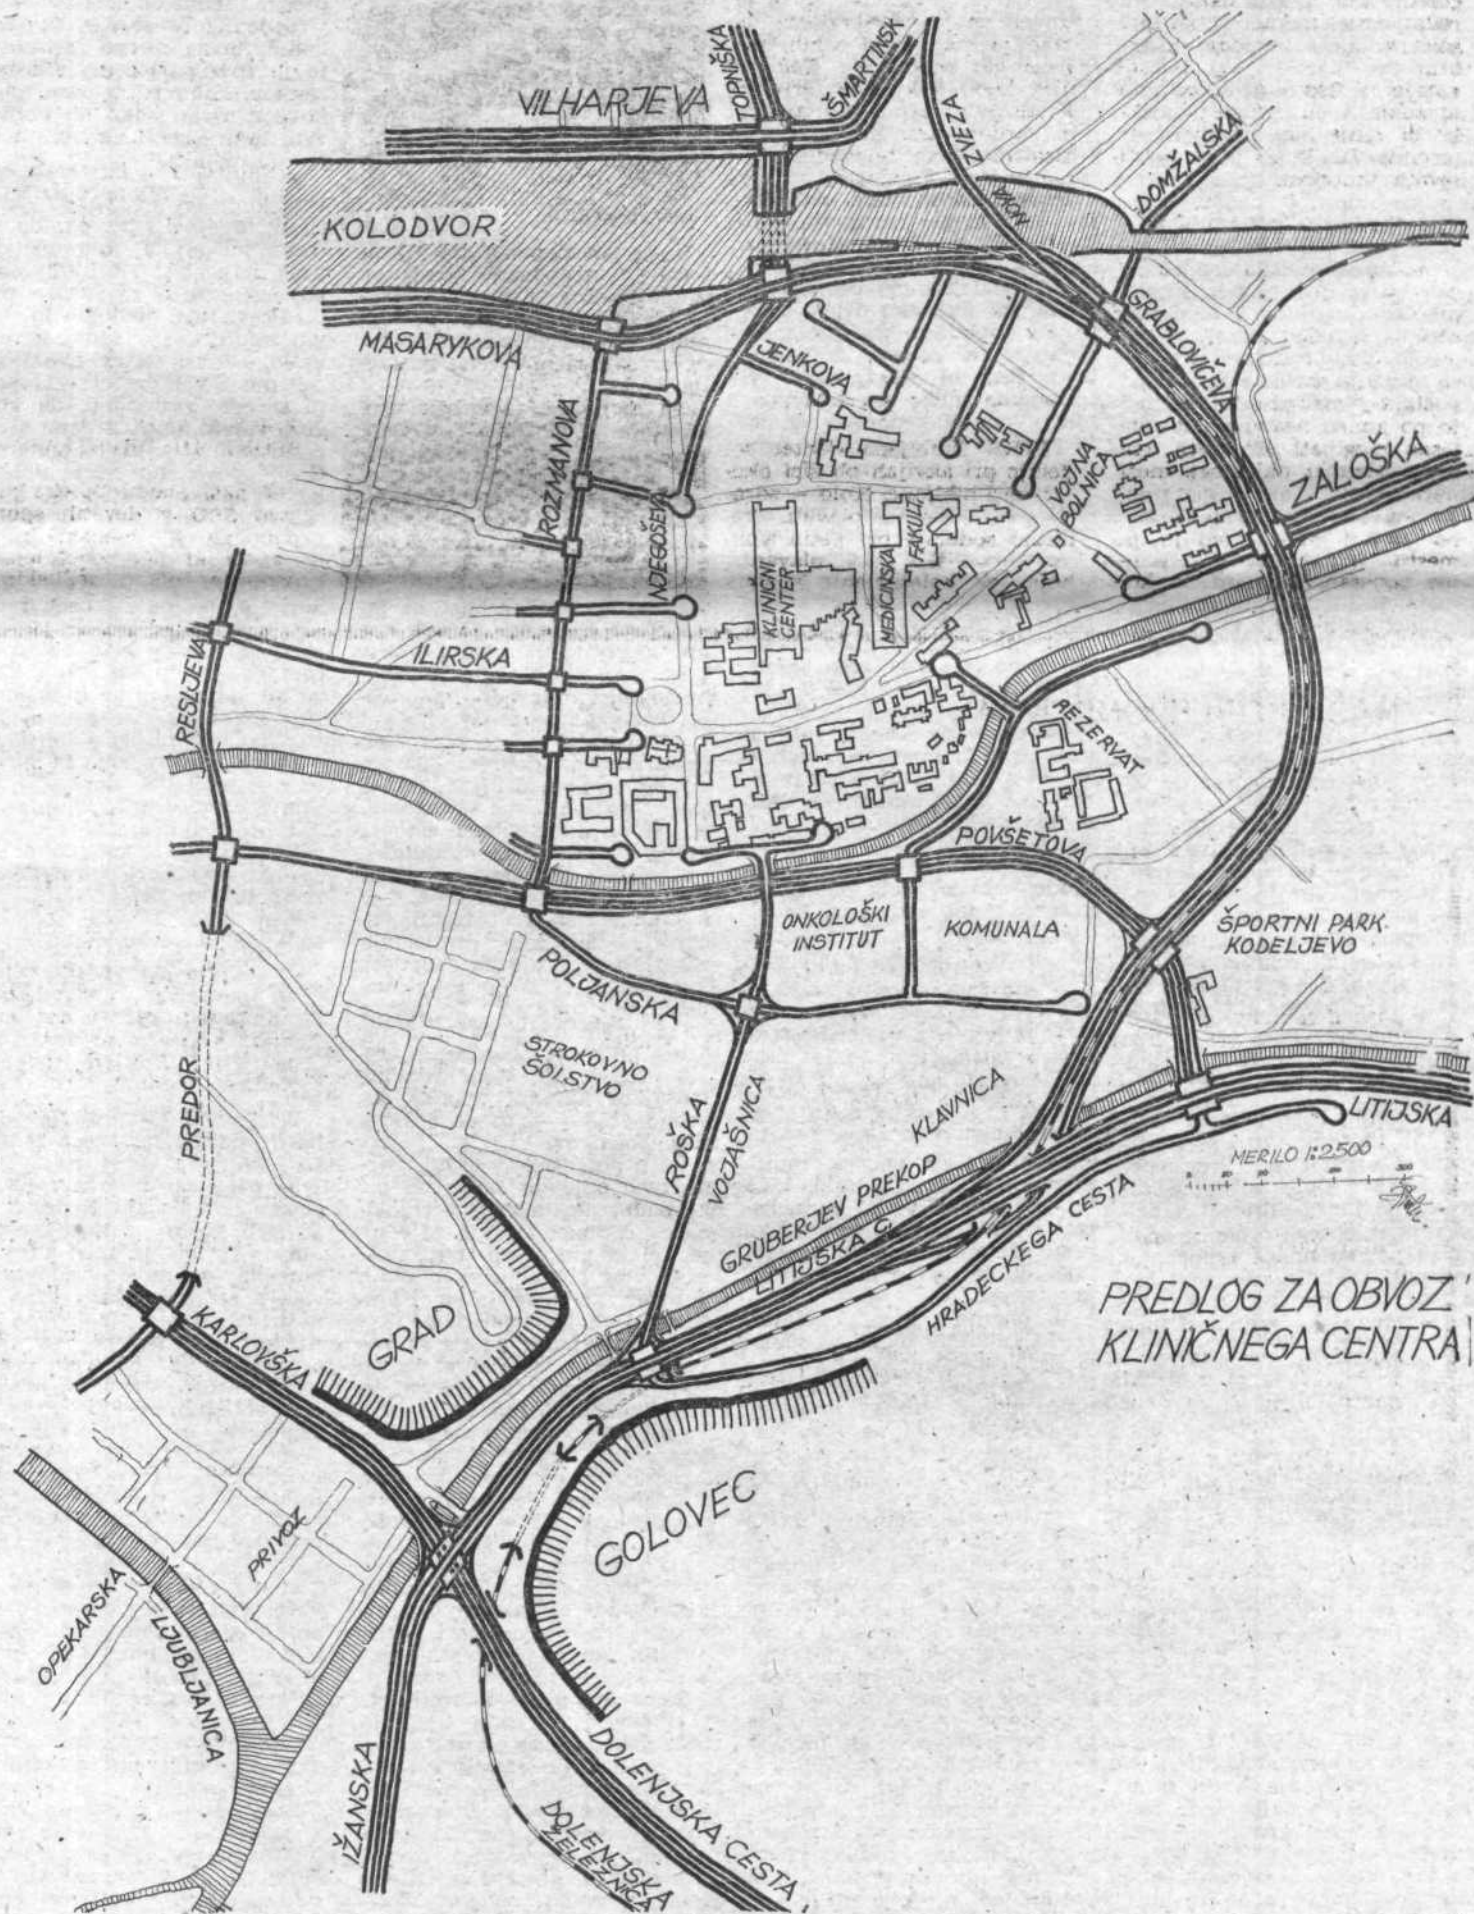 TOPNIŠKA
ŠMARTINSK
VILHARJEVA
ZVEZA
NOVA
DOMŽALSKA
KOLODVOR
MASARYKOVA
JENKOVA
GRABLOVIČEVA
ROZMANOVA
VOJNA
BOLNICA
ZALOŠKA
NJEGOŠEVA
KLINIČNI
CENTER
MEDICINSKA
FAKULT.
ILIRSKA
RESLJEVA
REZERVAT
POVŠETOVA
ONKOLOŠKI
INSTITUT
KOMUNALA
ŠPORTNI PARK
KODELJEVO
POLJANSKA
STROKOVNO
ŠOLSTVO
PREDOR
ROŠKA
VOJAŠNICA
KLAVNICA
LITIJSKA
MERILO 1:2500
GRUBERJEV PREKOP
LITIJSKA C.
HRADECKEGA CESTA
PREDLOG ZA OBVOZ
KLINIČNEGA CENTRA
KARLOVŠKA
GRAD
GOLOVEC
PRIVOZ
OPEKARSKA
LJUBLJANICA
IŽANSKA
DOLENJSKA CESTA
DOLENJSKA
ŽELEZNICA